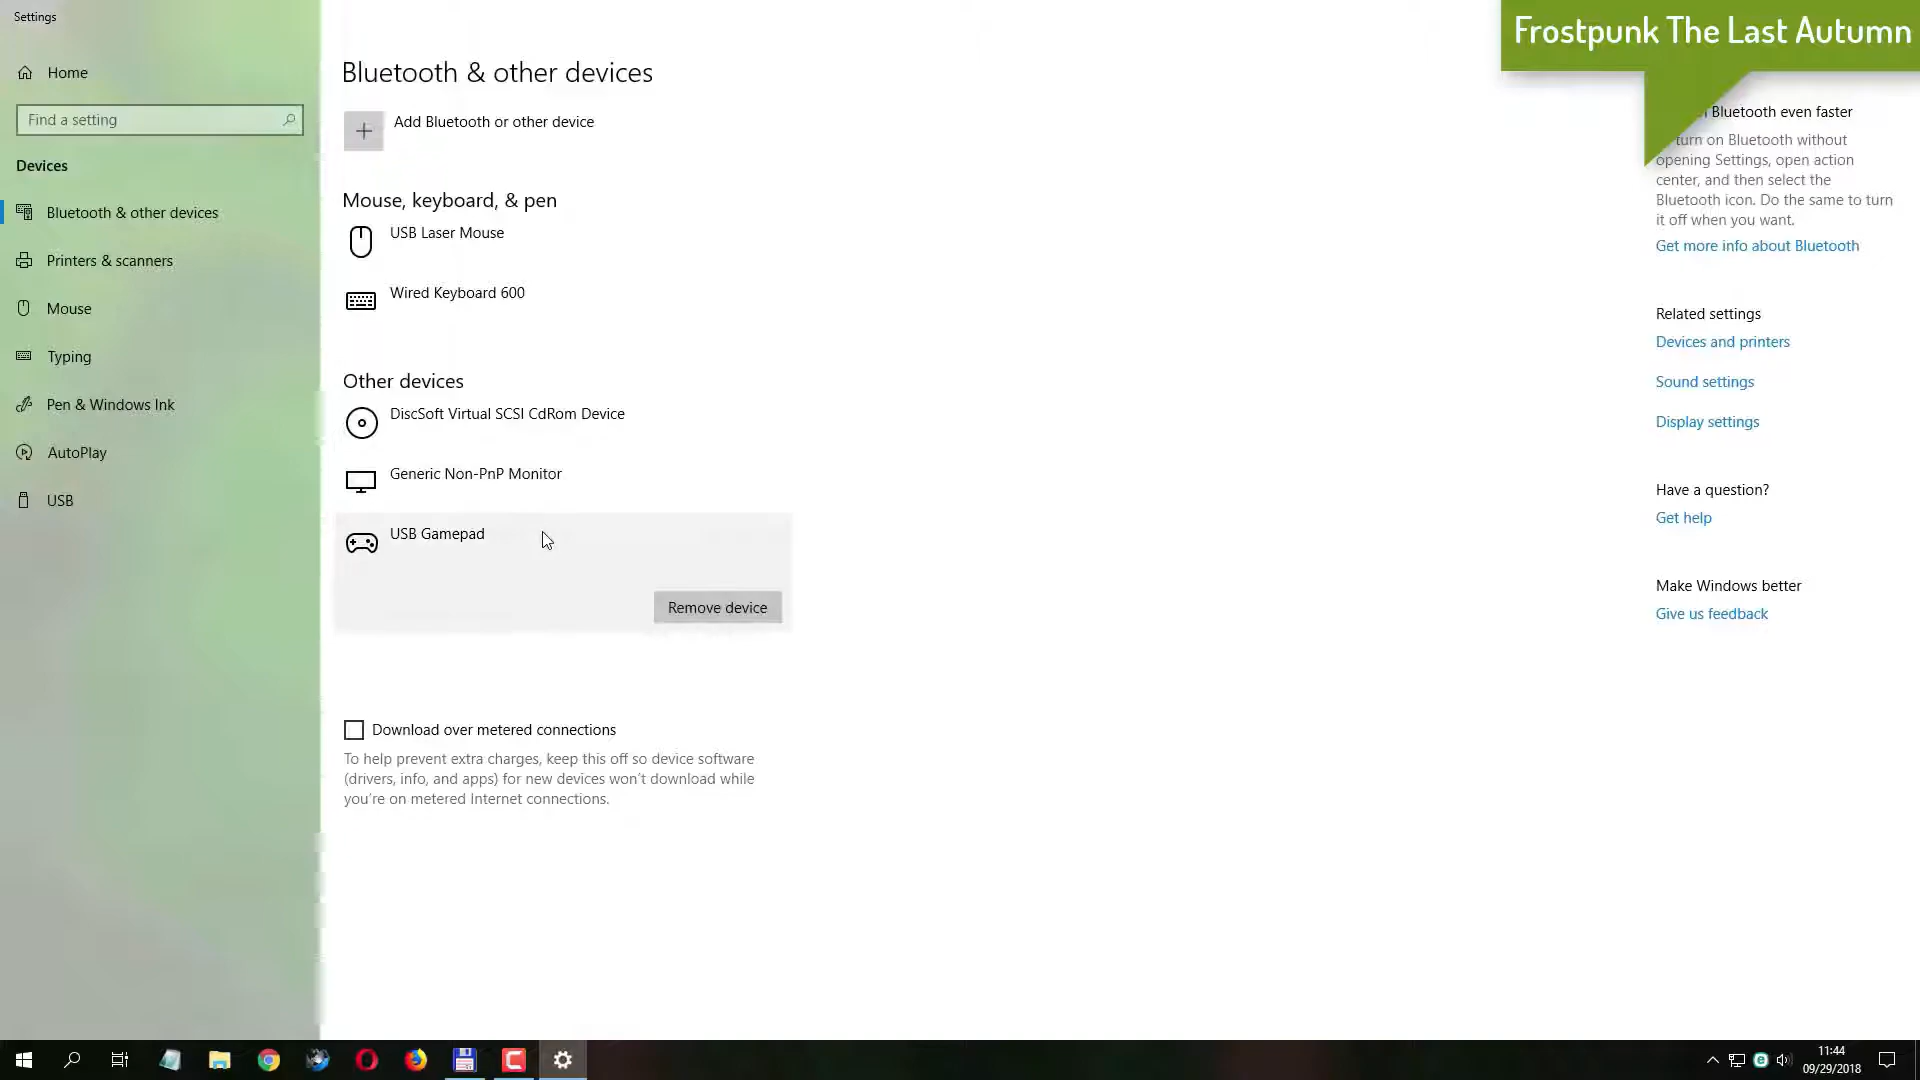 Settings
Frostpunk The Last Autumn
Home
Find a setting
Devices
Bluetooth & other devices
Printers & scanners
Mouse
Typing
Pen & Windows Ink
AutoPlay
USB
Bluetooth & other devices
Add Bluetooth or other device
Mouse, keyboard, & pen
USB Laser Mouse
Wired Keyboard 600
Other devices
DiscSoft Virtual SCSI CdRom Device
Generic Non-PnP Monitor
USB Gamepad
Remove device
Download over metered connections
To help prevent extra charges, keep this off so device software
(drivers, info, and apps) for new devices won't download while
you're on metered Internet connections.
Bluetooth even faster
turn on Bluetooth without
opening Settings, open action
center, and then select the
Bluetooth icon. Do the same to turn
it off when you want.
Get more info about Bluetooth
Related settings
Devices and printers
Sound settings
Display settings
Have a question?
Get help
Make Windows better
Give us feedback
11:44
09/29/2018